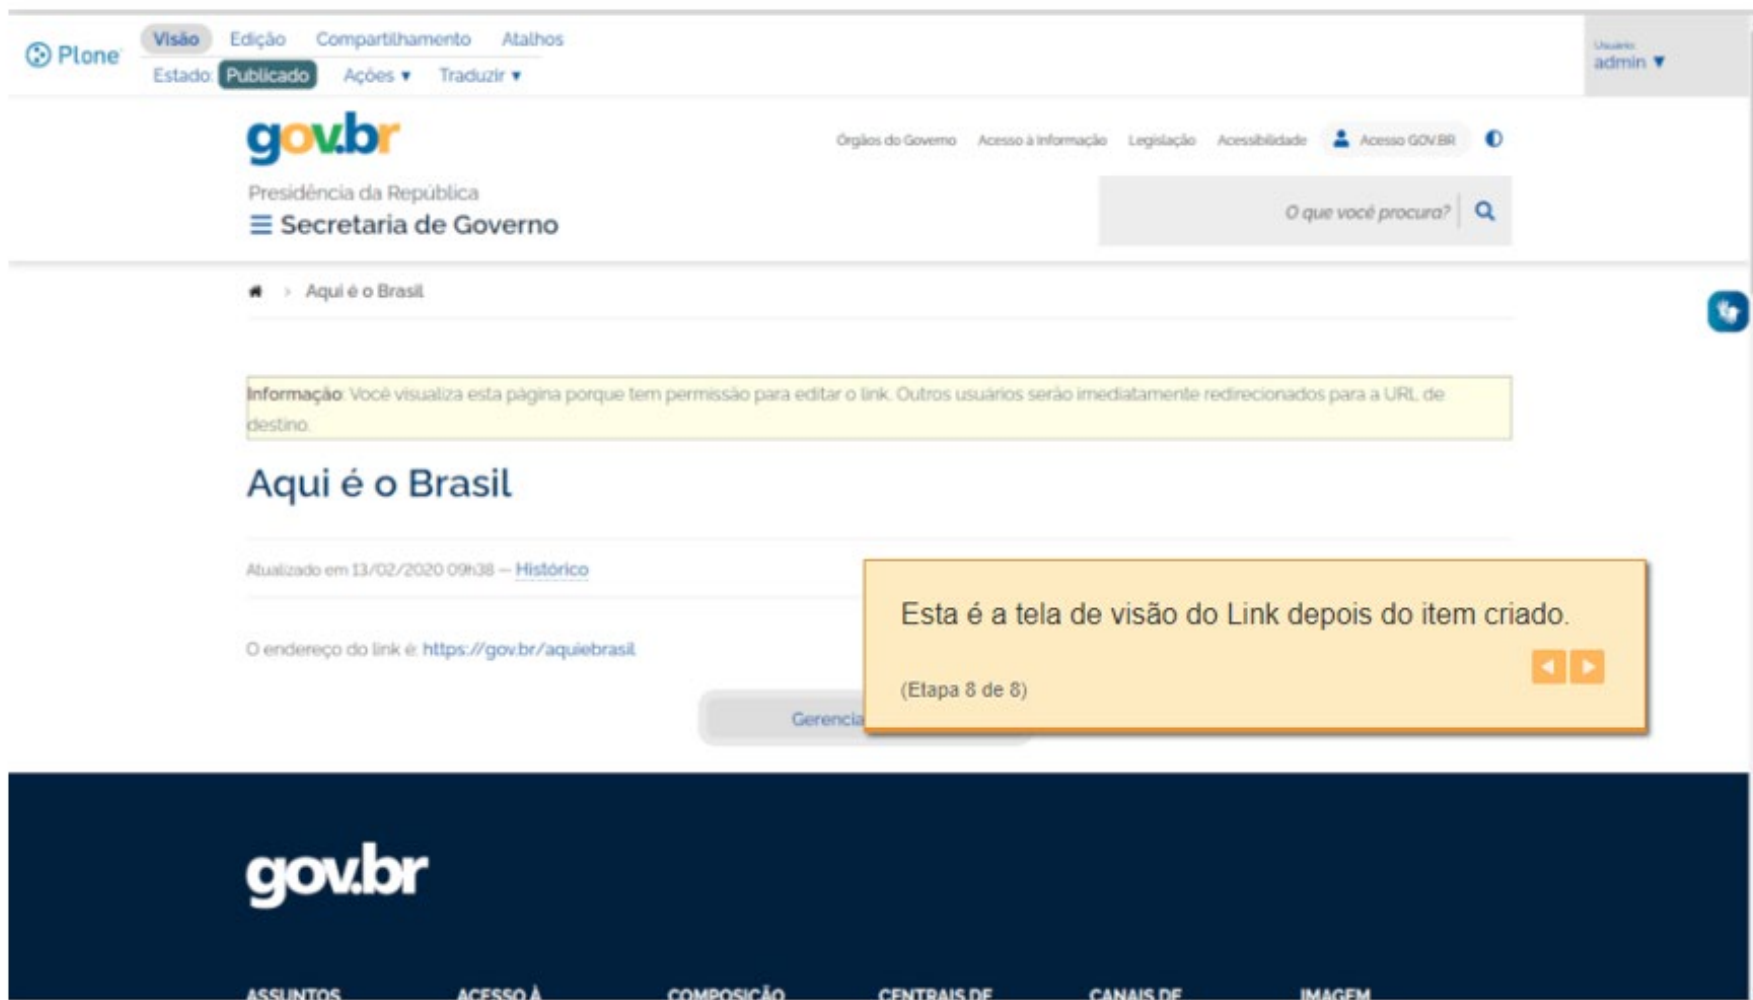 Plone
Visão Edição Compartilhamento Atalhos
Estado: Publicado Ações ▼ Traduzir ▼
Usuário:
admin ▼
gov.br
Órgãos do Governo Acesso à Informação Legislação Acessibilidade Acesso GOV.BR
Presidência da República
Secretaria de Governo
O que você procura?
> Aqui é o Brasil
Informação: Você visualiza esta página porque tem permissão para editar o link. Outros usuários serão imediatamente redirecionados para a URL de
destino.
Aqui é o Brasil
Atualizado em 13/02/2020 09h38 — Histórico
O endereço do link é: https://gov.br/aquiebrasil
Gerencia
Esta é a tela de visão do Link depois do item criado.
(Etapa 8 de 8)
gov.br
ASSUNTOS ACESSO À COMPOSIÇÃO CENTRAIS DE CANAIS DE IMAGEM